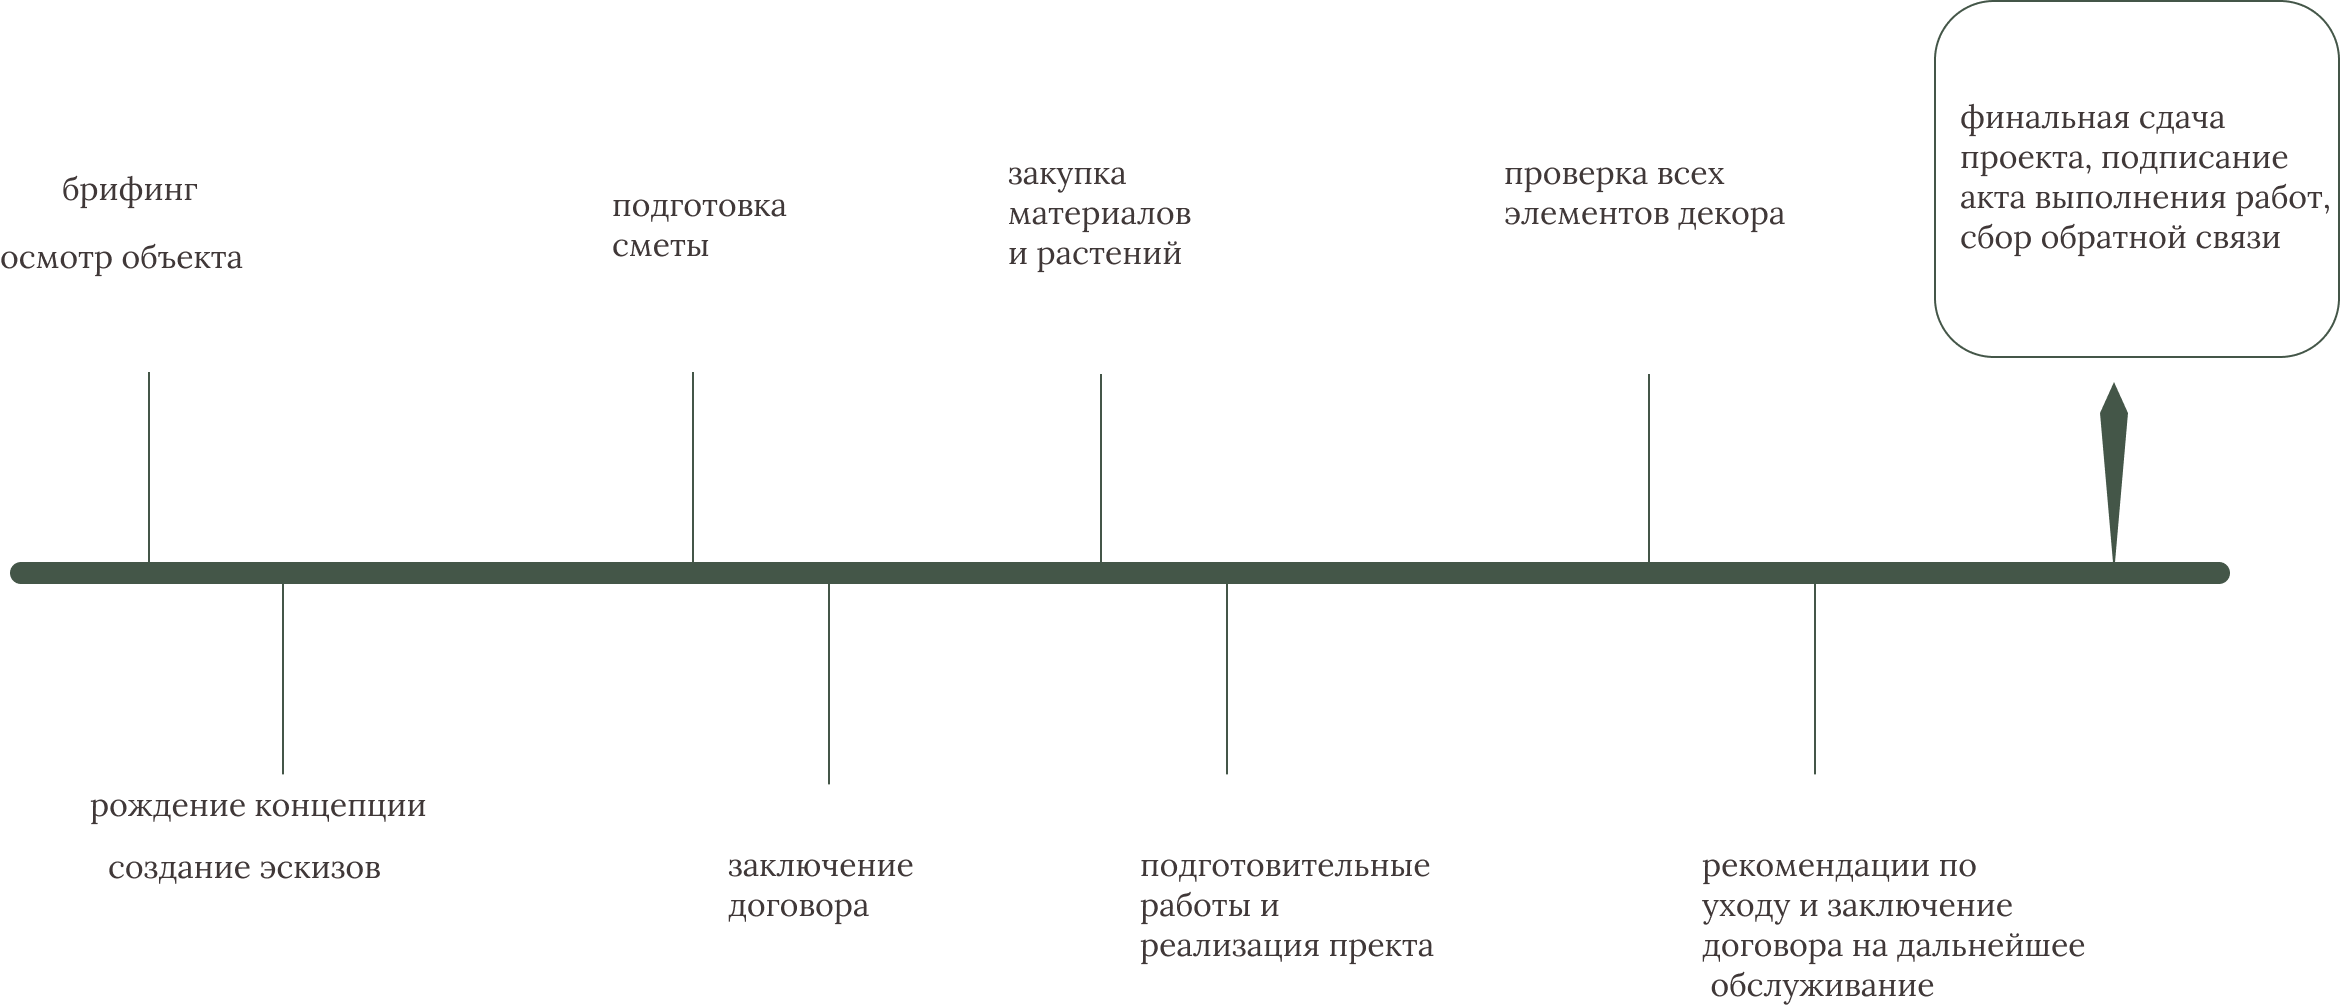 брифинг
осмотр объекта
подготовка
сметы
закупка
материалов
и растений
проверка всех
элементов декора
финальная сдача
проекта, подписание
акта выполнения работ,
сбор обратной связи
рождение концепции
создание эскизов
заключение
договора
подготовительные
работы и
реализация пректа
рекомендации по
уходу и заключение
договора на дальнейшее
обслуживание